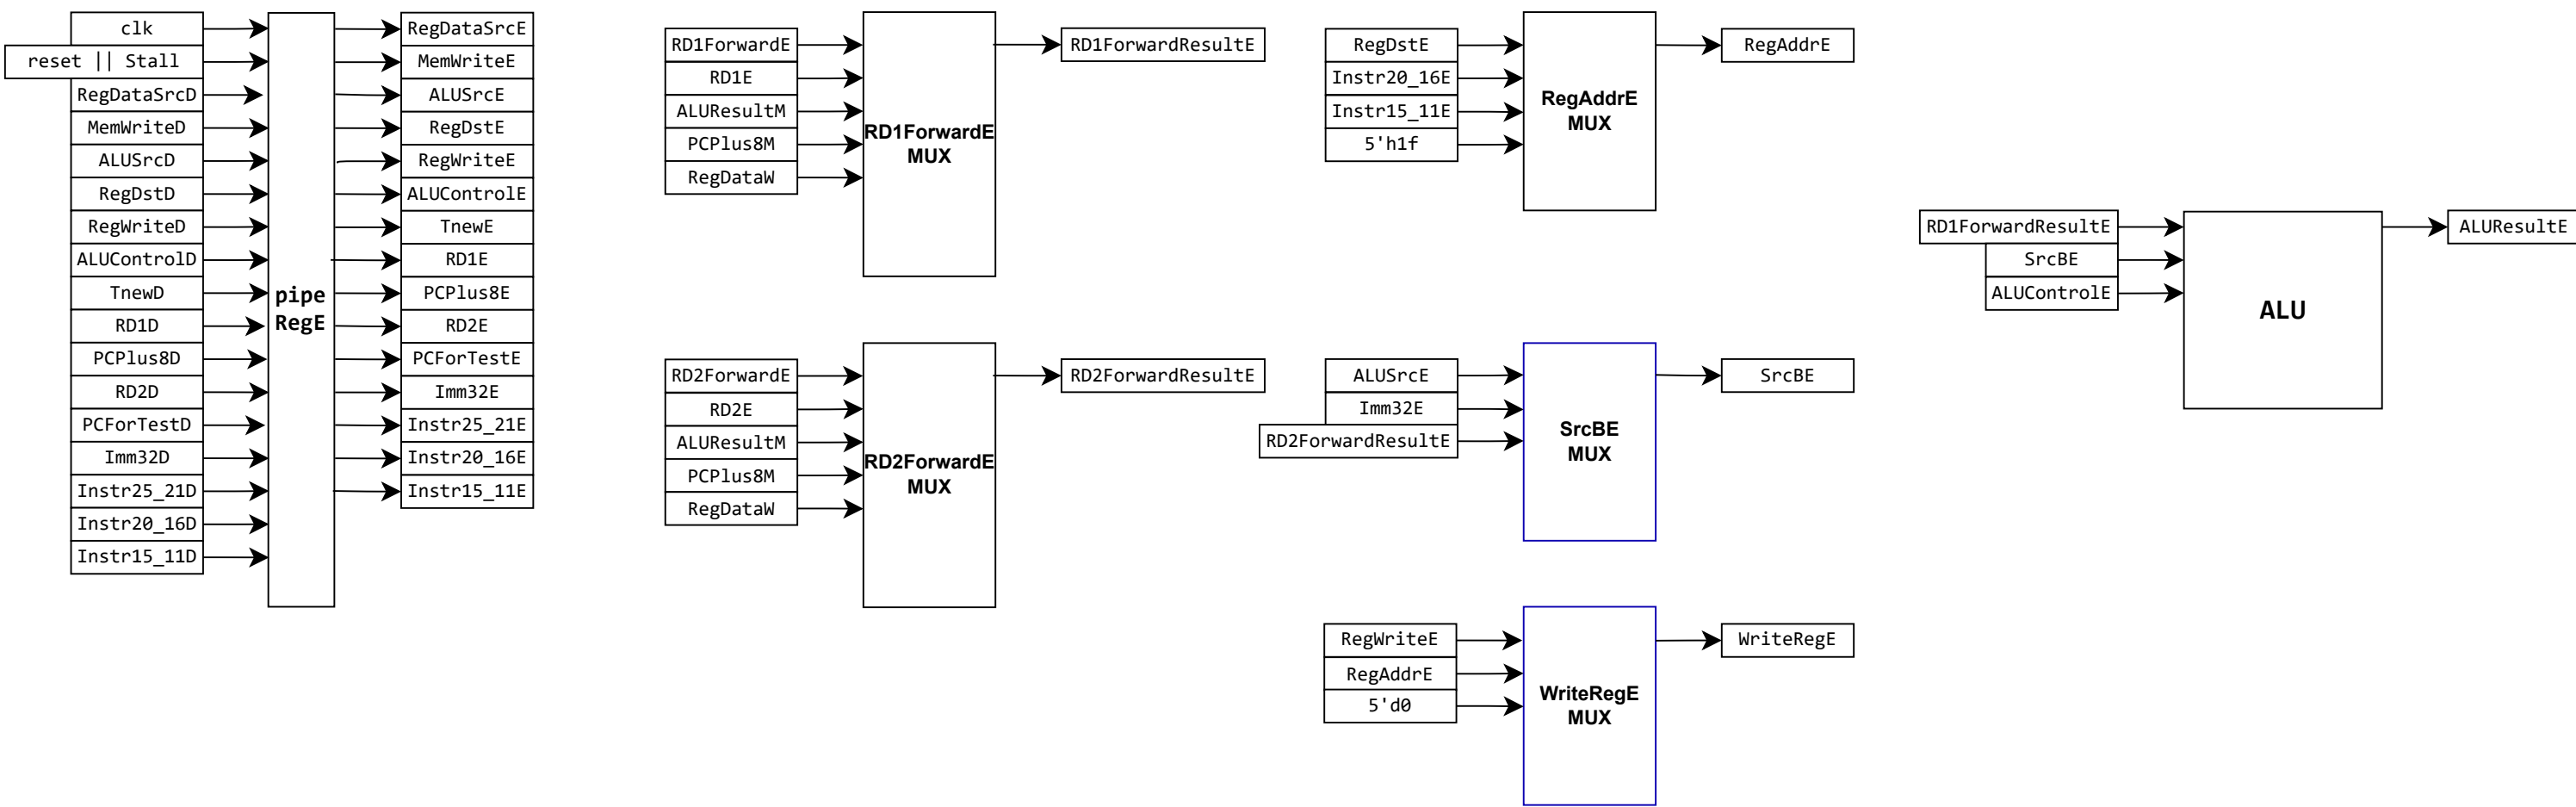 clk
reset || Stall
RegDataSrcD
MemWriteD
ALUSrcD
RegDstD
RegWriteD
ALUControlD
TnewD
RD1D
PCPlus8D
RD2D
PCForTestD
Imm32D
Instr25_21D
Instr20_16D
Instr15_11D
pipe
RegE
RegDataSrcE
MemWriteE
ALUSrcE
RegDstE
RegWriteE
ALUControlE
TnewE
RD1E
PCPlus8E
RD2E
PCForTestE
Imm32E
Instr25_21E
Instr20_16E
Instr15_11E
RD1ForwardE
RD1E
ALUResultM
PCPlus8M
RegDataW
RD1ForwardE
MUX
RD1ForwardResultE
RD2ForwardE
RD2E
ALUResultM
PCPlus8M
RegDataW
RD2ForwardE
MUX
RD2ForwardResultE
RegDstE
Instr20_16E
Instr15_11E
5'h1f
RegAddrE
MUX
RegAddrE
ALUSrcE
Imm32E
RD2ForwardResultE
SrcBE
MUX
SrcBE
RegWriteE
RegAddrE
5'd0
WriteRegE
MUX
WriteRegE
RD1ForwardResultE
SrcBE
ALUControlE
ALU
ALUResultE